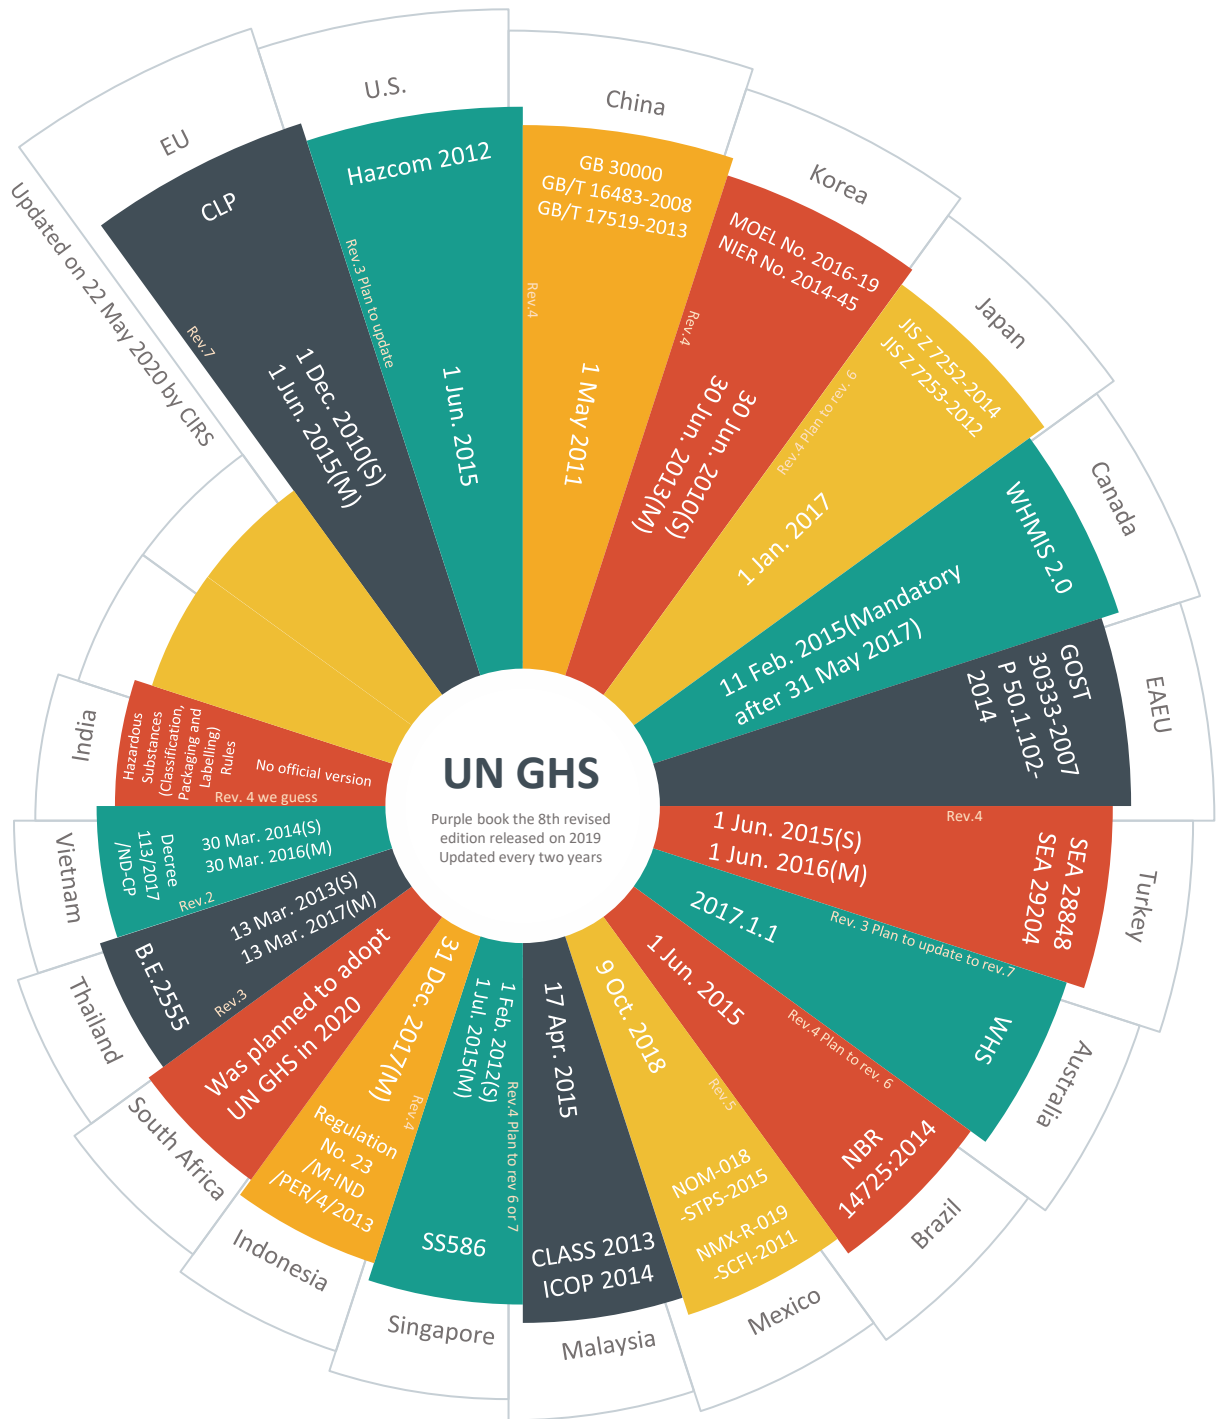 UN GHS
Purple book the 8th revised
edition released on 2019
Updated every two years
Updated on 22 May 2020 by CIRS
EU
CLP
Rev.7
1 Dec. 2010(S)
1 Jun. 2015(M)
U.S.
Hazcom 2012
Rev.3 Plan to update
1 Jun. 2015
China
GB 30000
GB/T 16483-2008
GB/T 17519-2013
Rev.4
1 May 2011
Korea
MOEL No. 2016-19
NIER No. 2014-45
Rev.4
30 Jun. 2010(S)
30 Jun. 2013(M)
Japan
JIS Z 7252-2014
JIS Z 7253-2012
Rev.4 Plan to rev. 6
1 Jan. 2017
Canada
WHMIS 2.0
11 Feb. 2015(Mandatory
after 31 May 2017)
EAEU
GOST
30333-2007
P 50.1.102-
2014
Turkey
Rev.4
1 Jun. 2015(S)
1 Jun. 2016(M)
SEA 28848
SEA 29204
Australia
2017.1.1
Rev. 3 Plan to update to rev.7
WHS
Brazil
1 Jun. 2015
Rev.4 Plan to rev. 6
NBR
14725:2014
Mexico
9 Oct. 2018
Rev.5
NOM-018
-STPS-2015
NMX-R-019
-SCFI-2011
Malaysia
17 Apr. 2015
CLASS 2013
ICOP 2014
Singapore
1 Feb. 2012(S)
1 Jul. 2015(M)
Rev.4 Plan to rev 6 or 7
SS586
Indonesia
31 Dec. 2017(M)
Rev.4
Regulation
No. 23
/M-IND
/PER/4/2013
South Africa
Was planned to adopt
UN GHS in 2020
Thailand
13 Mar. 2013(S)
13 Mar. 2017(M)
B.E.2555
Rev.3
Vietnam
Decree
113/2017
/ND-CP
30 Mar. 2014(S)
30 Mar. 2016(M)
Rev.2
India
Hazardous
Substances
(Classification,
Packaging and
Labelling)
Rules
No official version
Rev. 4 we guess